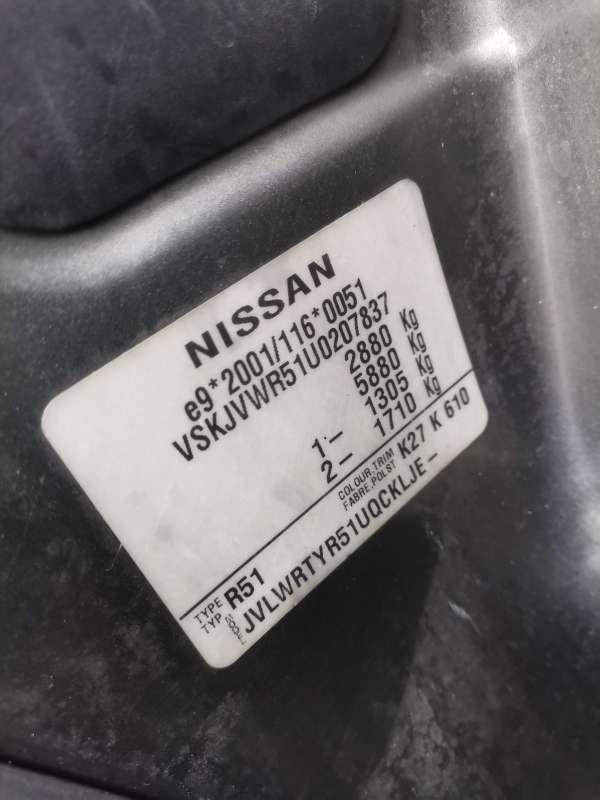 NISSAN
e9*2001/116*0051
VSKJVWR51U0207837
2880 Kg
5880 Kg
1– 1305 Kg
2– 1710 Kg
COLOUR,TRIM
FABRE,POLST K27 K 610
TYPE
TYP R51
MODEL JVLWRTYR51UQCKLJE–